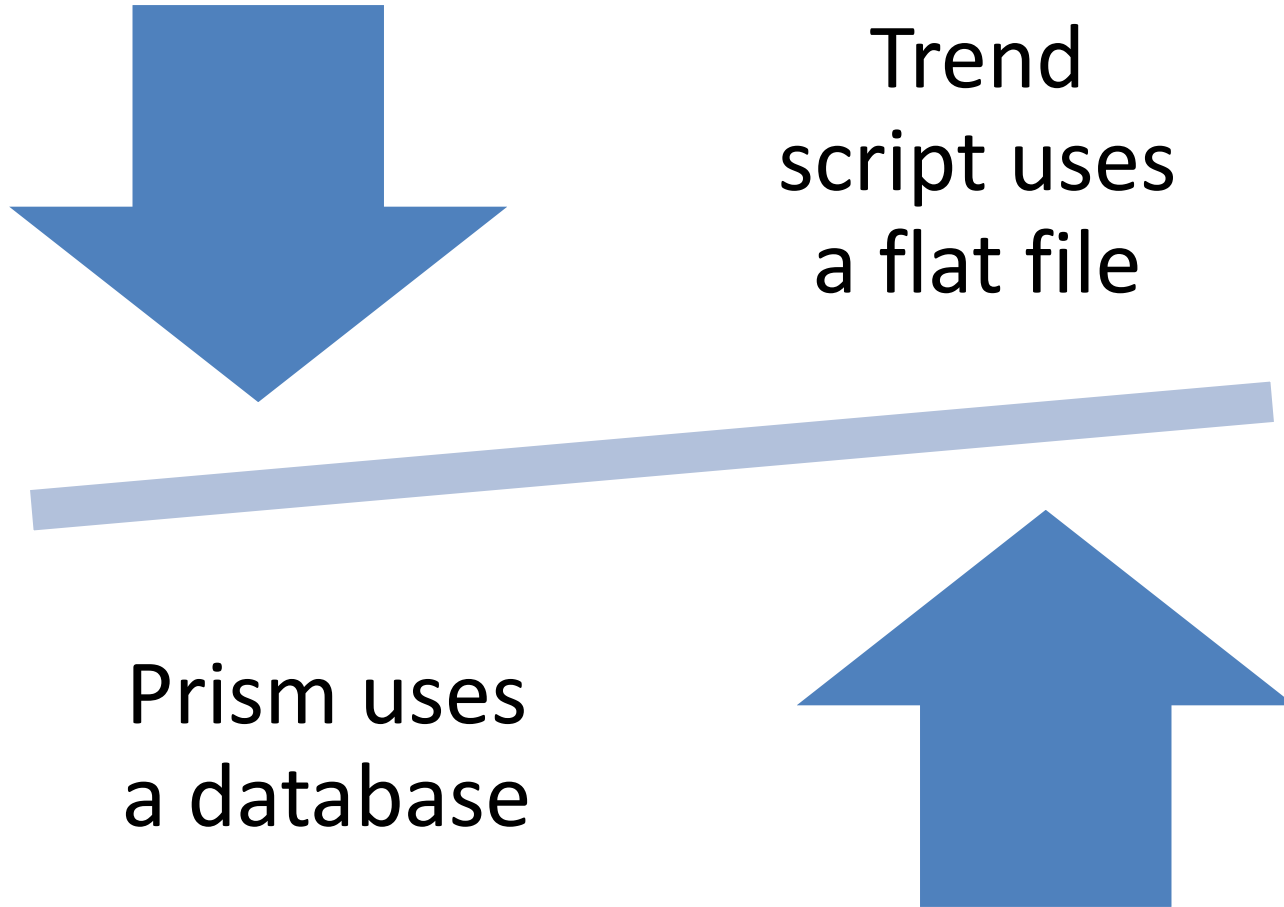 Trend
script uses
a flat file
Prism uses
a database